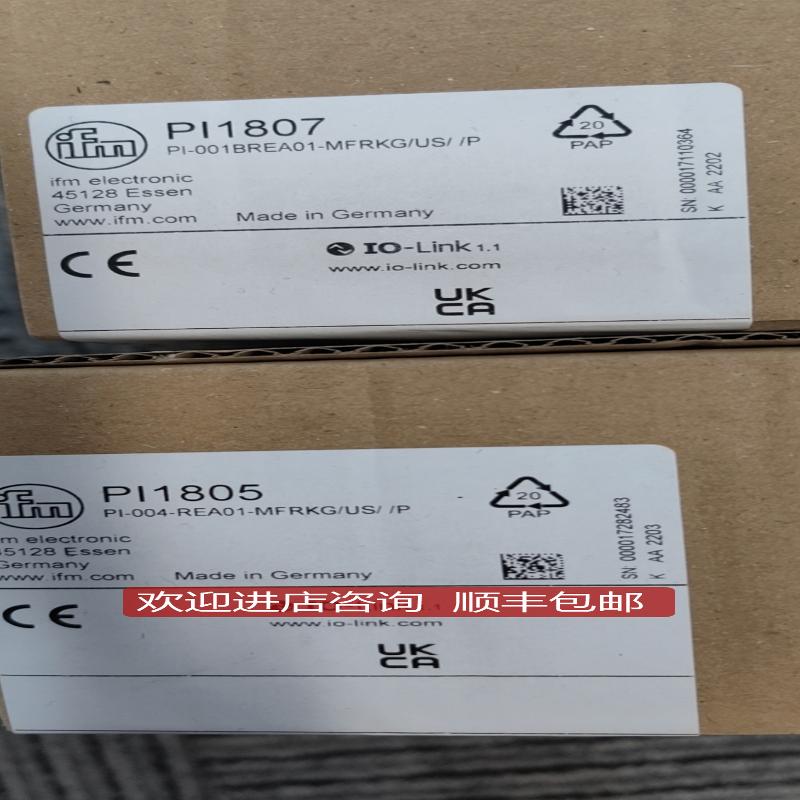 ifm
PI1807
PI-001BREA01-MFRKG/US/ /P
ifm electronic
45128 Essen
Germany
www.ifm.com
Made in Germany
20
PAP
SN: 000017110364
K AA 2202
CE
IO-Link 1.1
www.io-link.com
UK
CA
ifm
PI1805
PI-004-REA01-MFRKG/US/ /P
fm electronic
45128 Essen
Germany
www.ifm.com
Made in Germany
20
PAP
SN: 000017282483
K AA 2203
CE
欢迎进店咨询 顺丰包邮
www.io-link.com
UK
CA